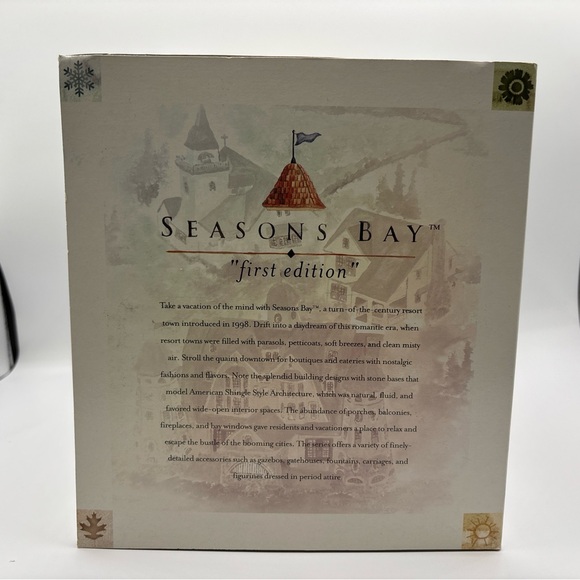 SEASONS BAY™
"first edition"
Take a vacation of the mind with Seasons Bay™, a turn-of-the-century resort
town introduced in 1998. Drift into a daydream of this romantic era, when
resort towns were filled with parasols, petticoats, soft breezes, and clean misty
air. Stroll the quaint downtown for boutiques and eateries with nostalgic
fashions and flavors. Note the splendid building designs with stone bases that
model American Shingle Style Architecture, which was natural, fluid, and
favored wide-open interior spaces. The abundance of porches, balconies,
fireplaces, and bay windows gave residents and vacationers a place to relax and
escape the bustle of the booming cities. The series offers a variety of finely-
detailed accessories such as gazebos, gatehouses, fountains, carriages, and
figurines dressed in period attire